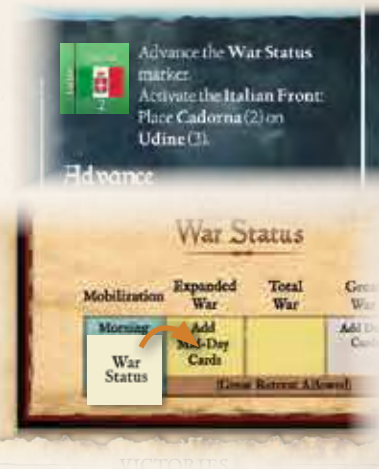 2
Advance the War Status
marker.
Activate the Italian Front:
Place Cadorna (2) on
Udine (3).
Advance
War Status
Mobilization
Expanded
War
Total
War
Morning
Add
Mid-Day
Cards
War
Status
(Great Retreat Allowed)
VICTORIES